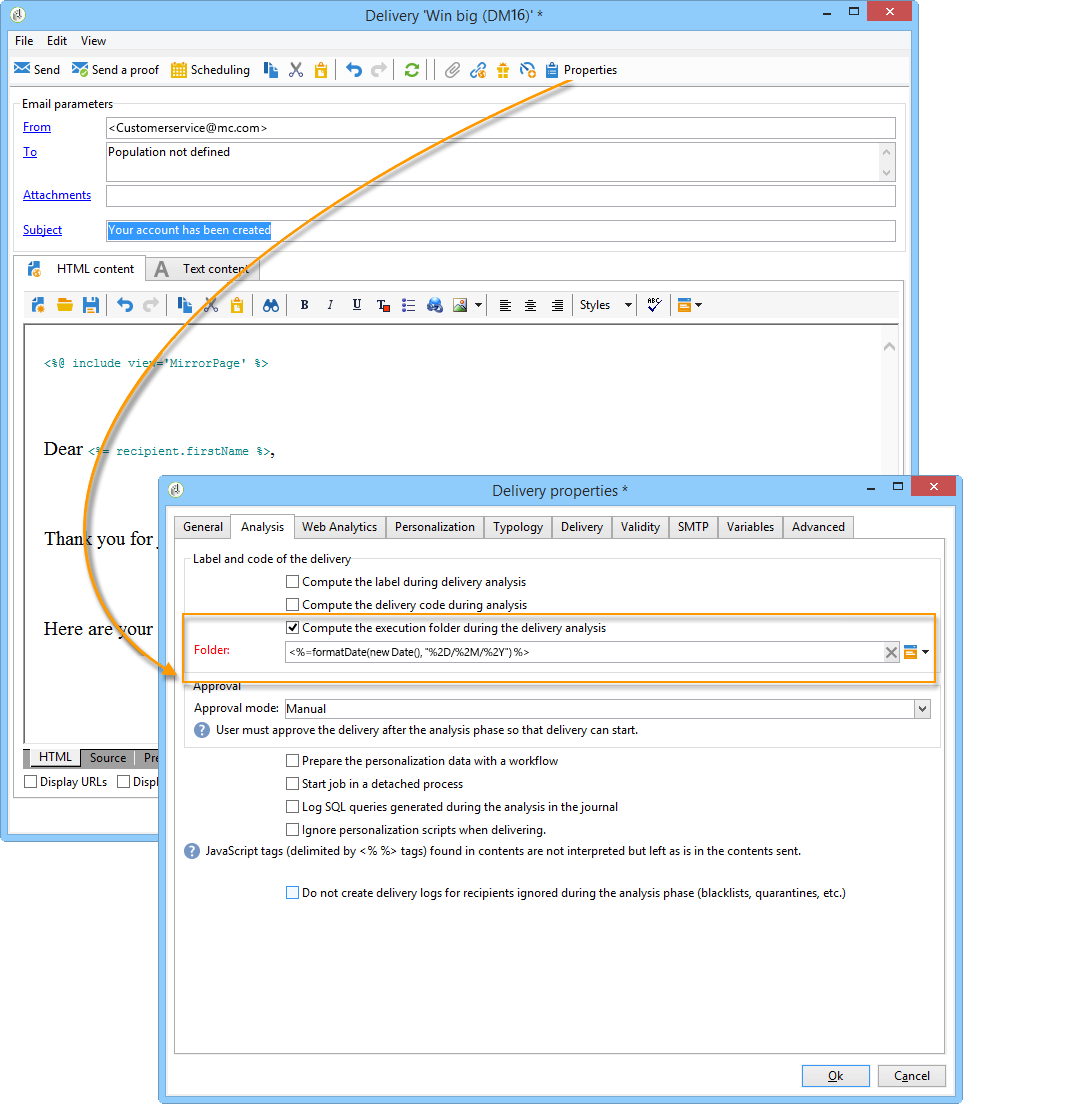 Delivery 'Win big (DM16)' *
File Edit View
Send Send a proof Scheduling Properties
Email parameters
From <Customerservice@mc.com>
To Population not defined
Attachments
Subject Your account has been created
HTML content A Text content
B I U T Styles ABC
<%@ include view='MirrorPage' %>
Dear <%= recipient.firstName %>,
Thank you for
Here are your
HTML Source Pre
Display URLs Displ
Delivery properties *
General Analysis Web Analytics Personalization Typology Delivery Validity SMTP Variables Advanced
Label and code of the delivery
Compute the label during delivery analysis
Compute the delivery code during analysis
Compute the execution folder during the delivery analysis
Folder: <%=formatDate(new Date(), "%2D/%2M/%2Y") %>
Approval
Approval mode: Manual
? User must approve the delivery after the analysis phase so that delivery can start.
Prepare the personalization data with a workflow
Start job in a detached process
Log SQL queries generated during the analysis in the journal
Ignore personalization scripts when delivering.
? JavaScript tags (delimited by <% %> tags) found in contents are not interpreted but left as is in the contents sent.
Do not create delivery logs for recipients ignored during the analysis phase (blacklists, quarantines, etc.)
Ok Cancel